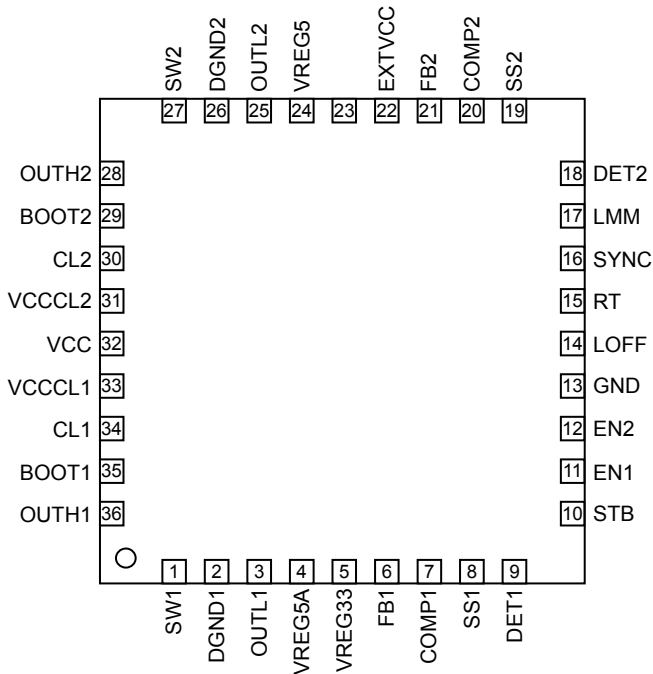 SW2
DGND2
OUTL2
VREG5
EXTVCC
FB2
COMP2
SS2
27
26
25
24
23
22
21
20
19
OUTH2 28
BOOT2 29
CL2 30
VCCCL2 31
VCC 32
VCCCL1 33
CL1 34
BOOT1 35
OUTH1 36
18 DET2
17 LMM
16 SYNC
15 RT
14 LOFF
13 GND
12 EN2
11 EN1
10 STB
1
2
3
4
5
6
7
8
9
SW1
DGND1
OUTL1
VREG5A
VREG33
FB1
COMP1
SS1
DET1